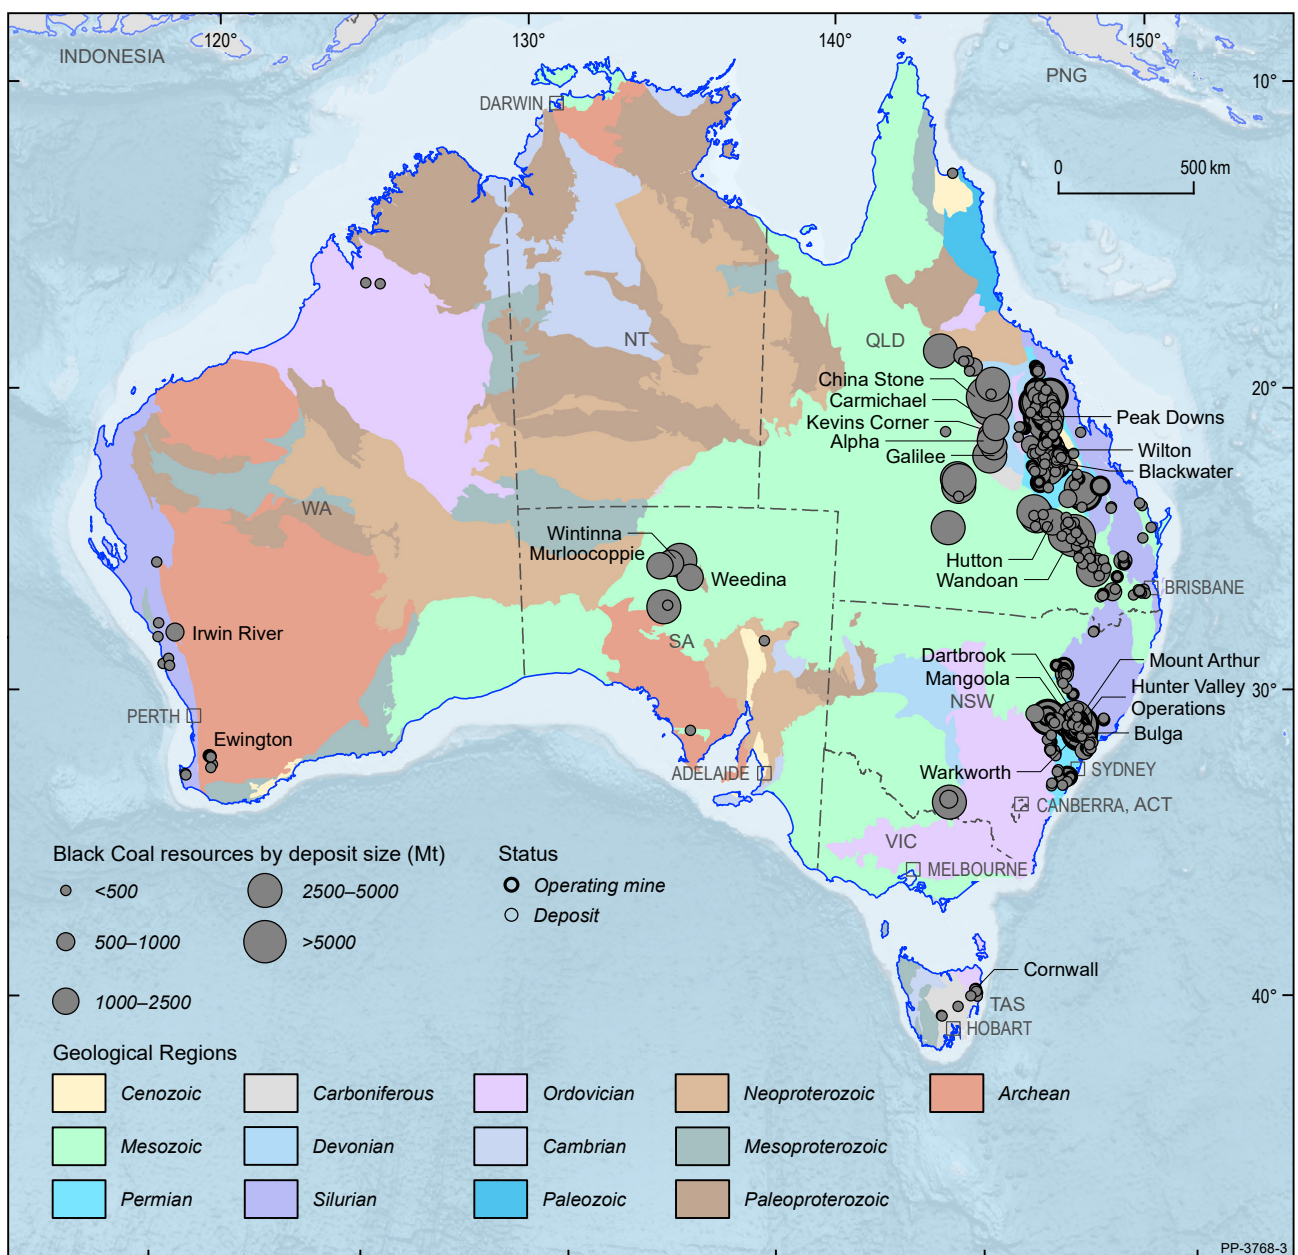 120°
130°
140°
150°
INDONESIA
PNG
10°
DARWIN
0
500 km
NT
QLD
China Stone
20°
Carmichael
Peak Downs
Kevins Corner
Alpha
Wilton
Galilee
Blackwater
WA
Wintinna
Murloocoppie
Hutton
Weedina
Wandoan
BRISBANE
Irwin River
SA
Dartbrook
Mount Arthur
Mangoola
Hunter Valley
Operations
30°
NSW
PERTH
Bulga
Ewington
ADELAIDE
Warkworth
SYDNEY
CANBERRA, ACT
VIC
MELBOURNE
Black Coal resources by deposit size (Mt)
<500
500–1000
1000–2500
2500–5000
>5000
Status
Operating mine
Deposit
Cornwall
40°
TAS
HOBART
Geological Regions
Cenozoic
Carboniferous
Ordovician
Neoproterozoic
Archean
Mesozoic
Devonian
Cambrian
Mesoproterozoic
Permian
Silurian
Paleozoic
Paleoproterozoic
PP-3768-3